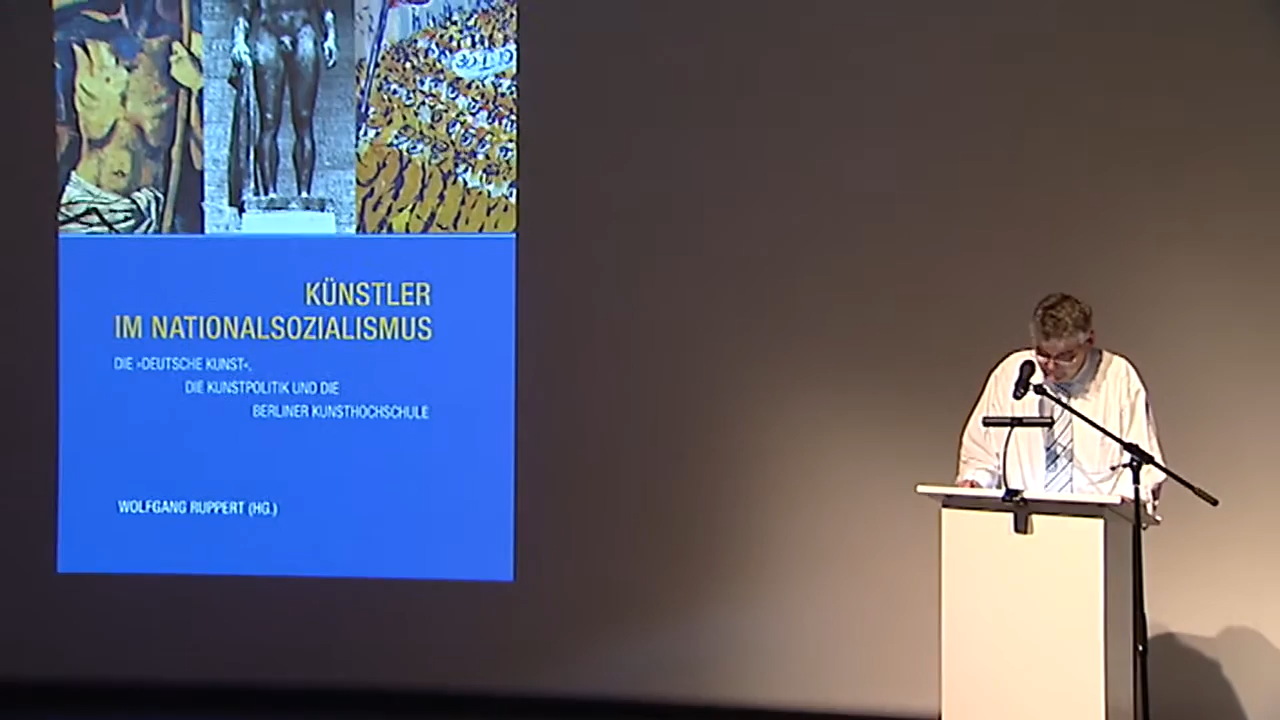 KÜNSTLER
IM NATIONALSOZIALISMUS
DIE »DEUTSCHE KUNST«,
DIE KUNSTPOLITIK UND DIE
BERLINER KUNSTHOCHSCHULE
WOLFGANG RUPPERT (HG.)